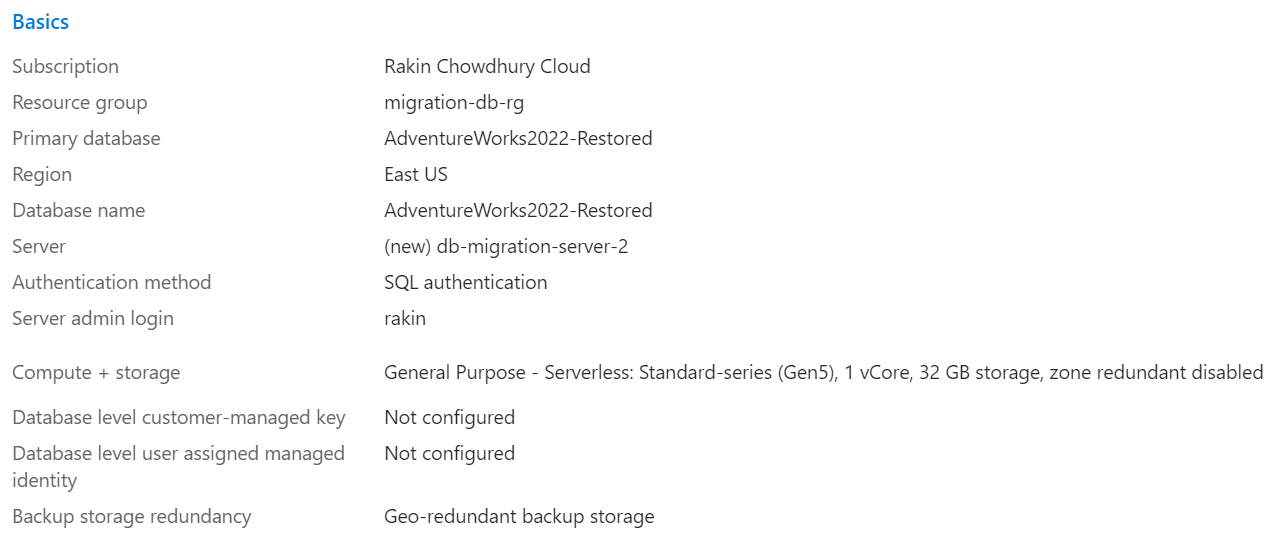 Basics
Subscription Rakin Chowdhury Cloud
Resource group migration-db-rg
Primary database AdventureWorks2022-Restored
Region East US
Database name AdventureWorks2022-Restored
Server (new) db-migration-server-2
Authentication method SQL authentication
Server admin login rakin
Compute + storage General Purpose - Serverless: Standard-series (Gen5), 1 vCore, 32 GB storage, zone redundant disabled
Database level customer-managed key Not configured
Database level user assigned managed Not configured
identity
Backup storage redundancy Geo-redundant backup storage